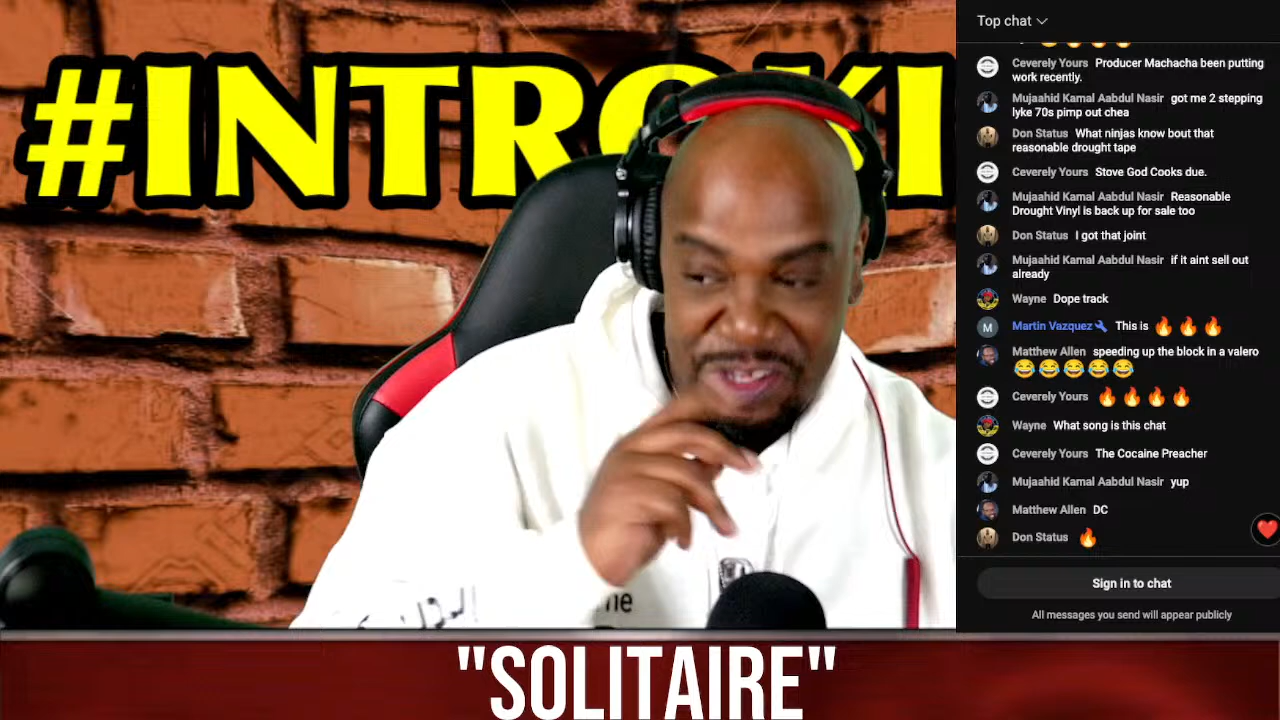 #INTRO KI
Top chat
Ceverely Yours Producer Machacha been putting
work recently.
Mujaahid Kamal Aabdul Nasir got me 2 stepping
lyke 70s pimp out chea
Don Status What ninjas know bout that
reasonable drought tape
Ceverely Yours Stove God Cooks due.
Mujaahid Kamal Aabdul Nasir Reasonable
Drought Vinyl is back up for sale too
Don Status I got that joint
Mujaahid Kamal Aabdul Nasir if it aint sell out
already
Wayne Dope track
M Martin Vazquez This is 🔥🔥🔥
Matthew Allen speeding up the block in a valero
😂😂😂😂😂
Ceverely Yours 🔥🔥🔥🔥
Wayne What song is this chat
Ceverely Yours The Cocaine Preacher
Mujaahid Kamal Aabdul Nasir yup
Matthew Allen DC
Don Status 🔥
Sign in to chat
All messages you send will appear publicly
"SOLITAIRE"